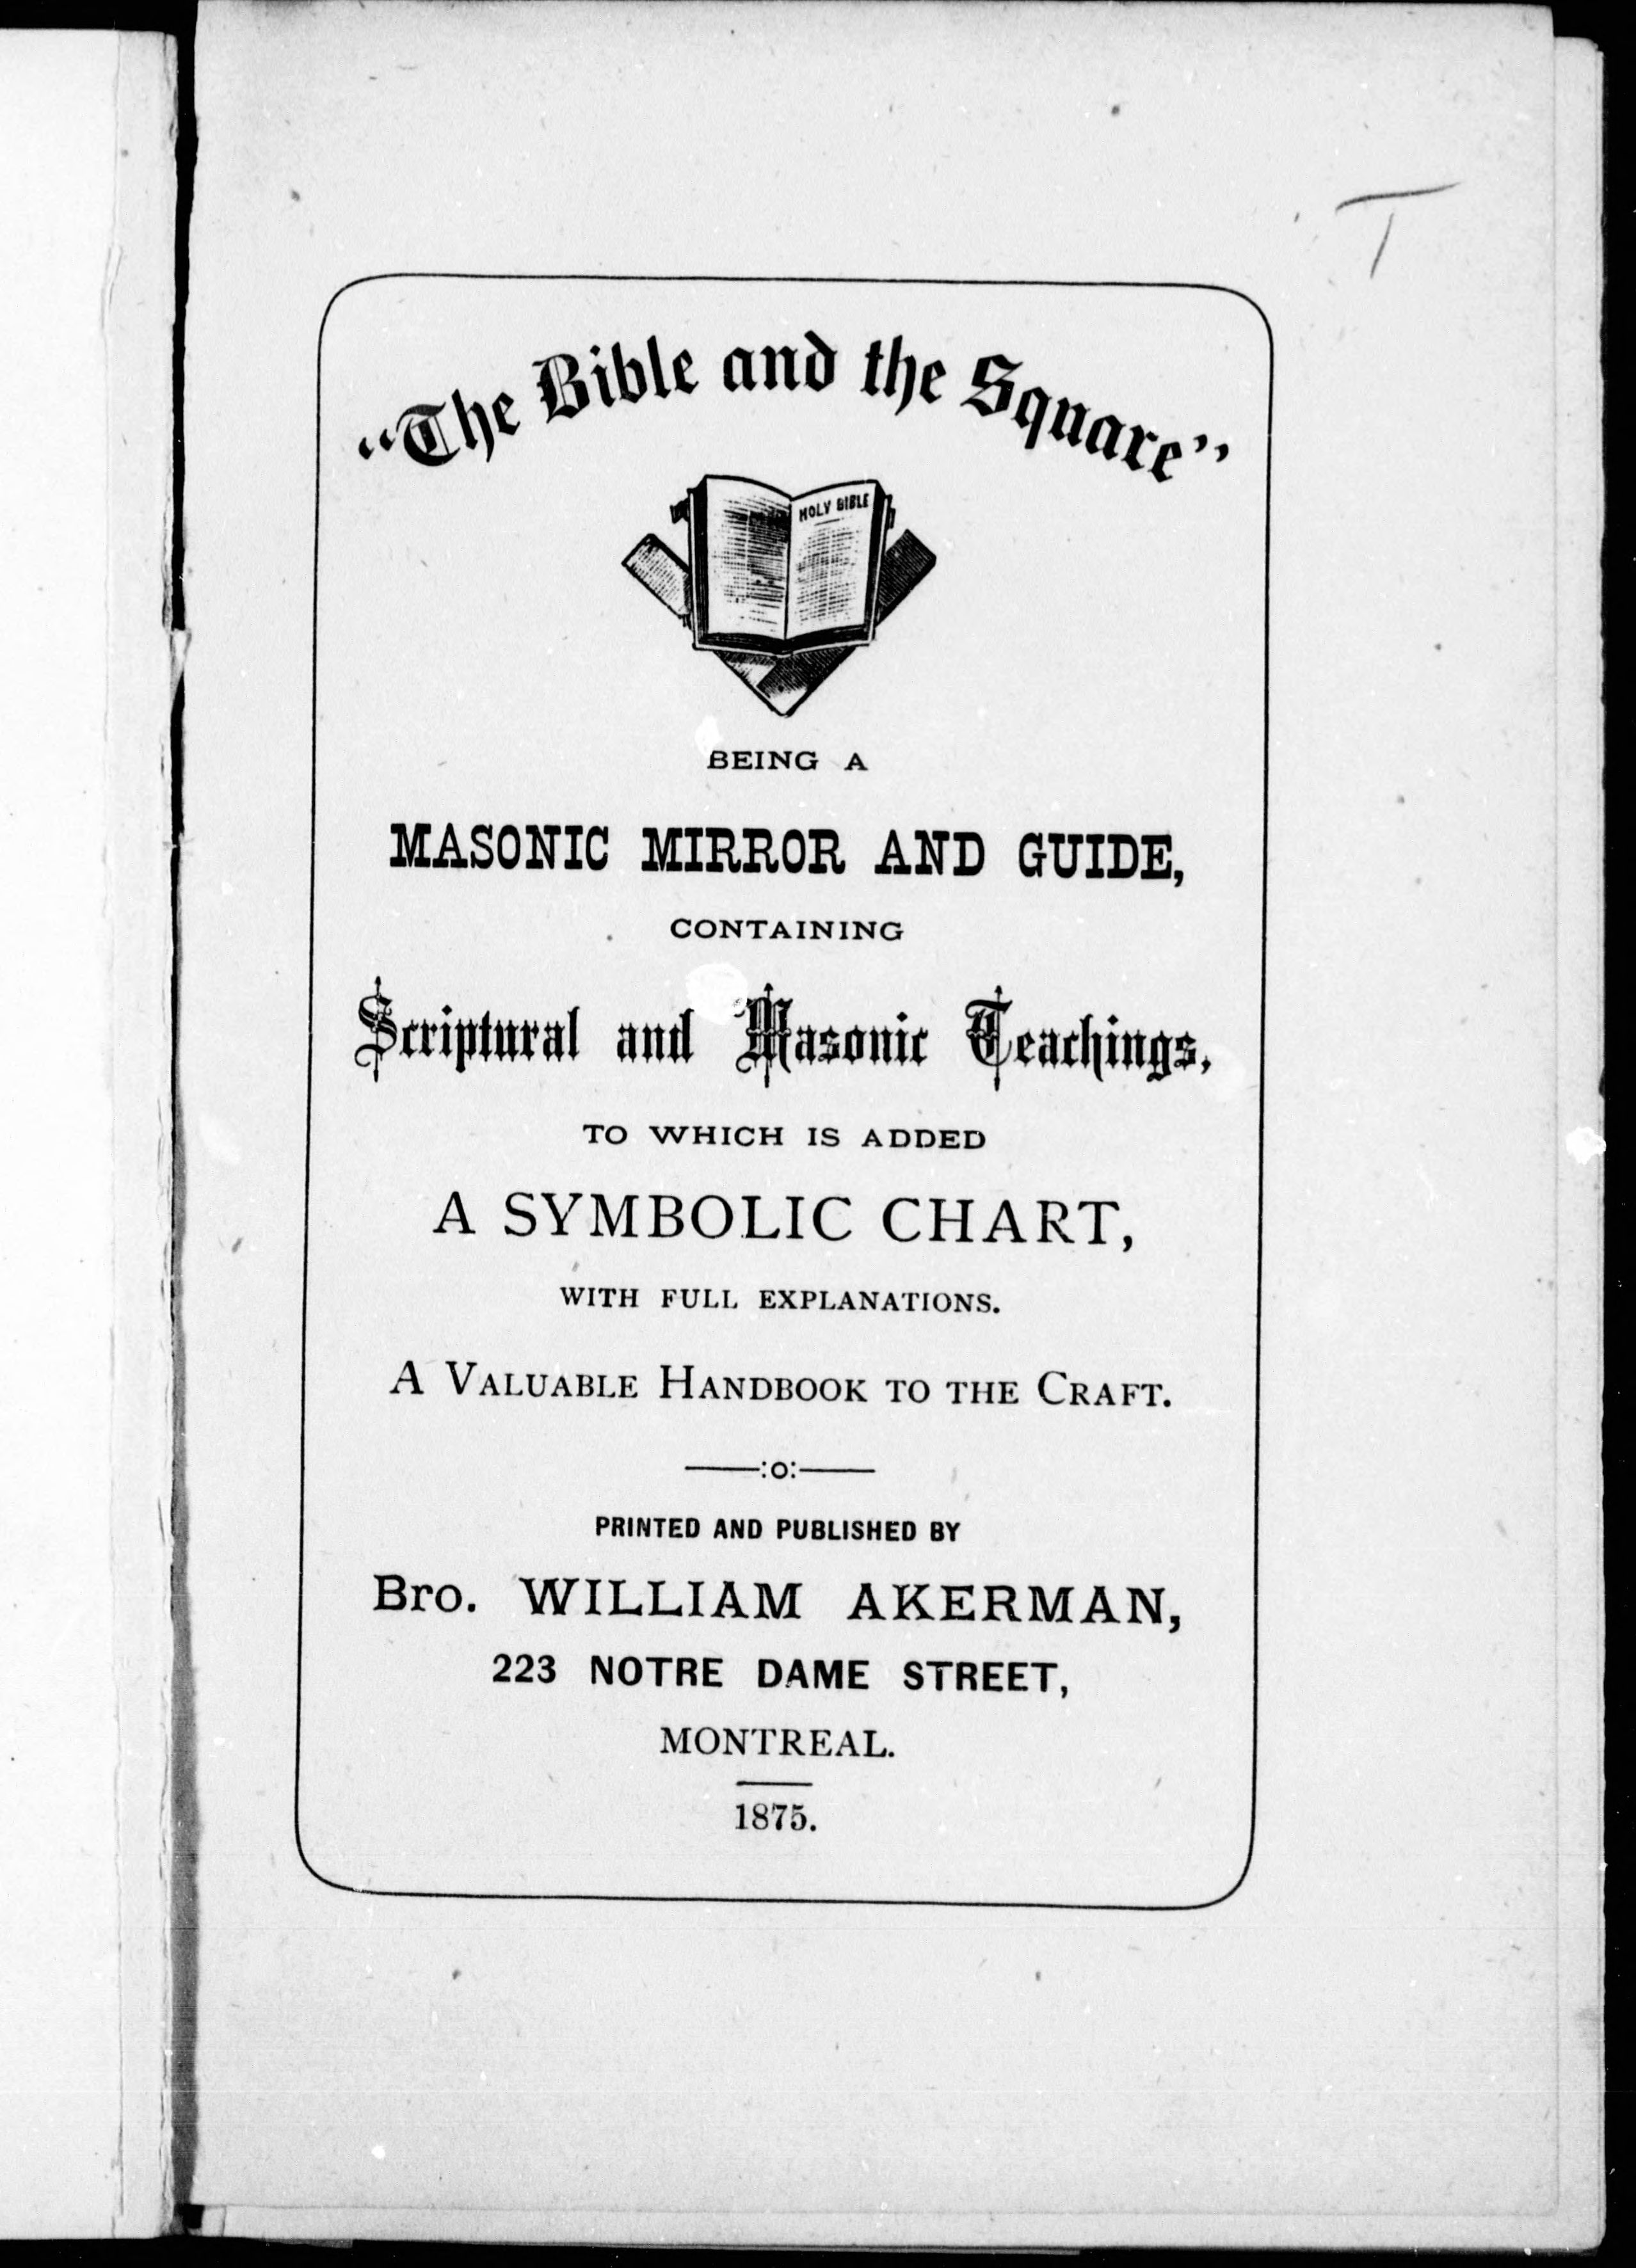 T
“The Bible and the Square”
HOLY BIBLE
BEING A
MASONIC MIRROR AND GUIDE,
CONTAINING
Scriptural and Masonic Teachings,
TO WHICH IS ADDED
A SYMBOLIC CHART,
WITH FULL EXPLANATIONS.
A VALUABLE HANDBOOK TO THE CRAFT.
——:o:——
PRINTED AND PUBLISHED BY
Bro. WILLIAM AKERMAN,
223 NOTRE DAME STREET,
MONTREAL.
1875.